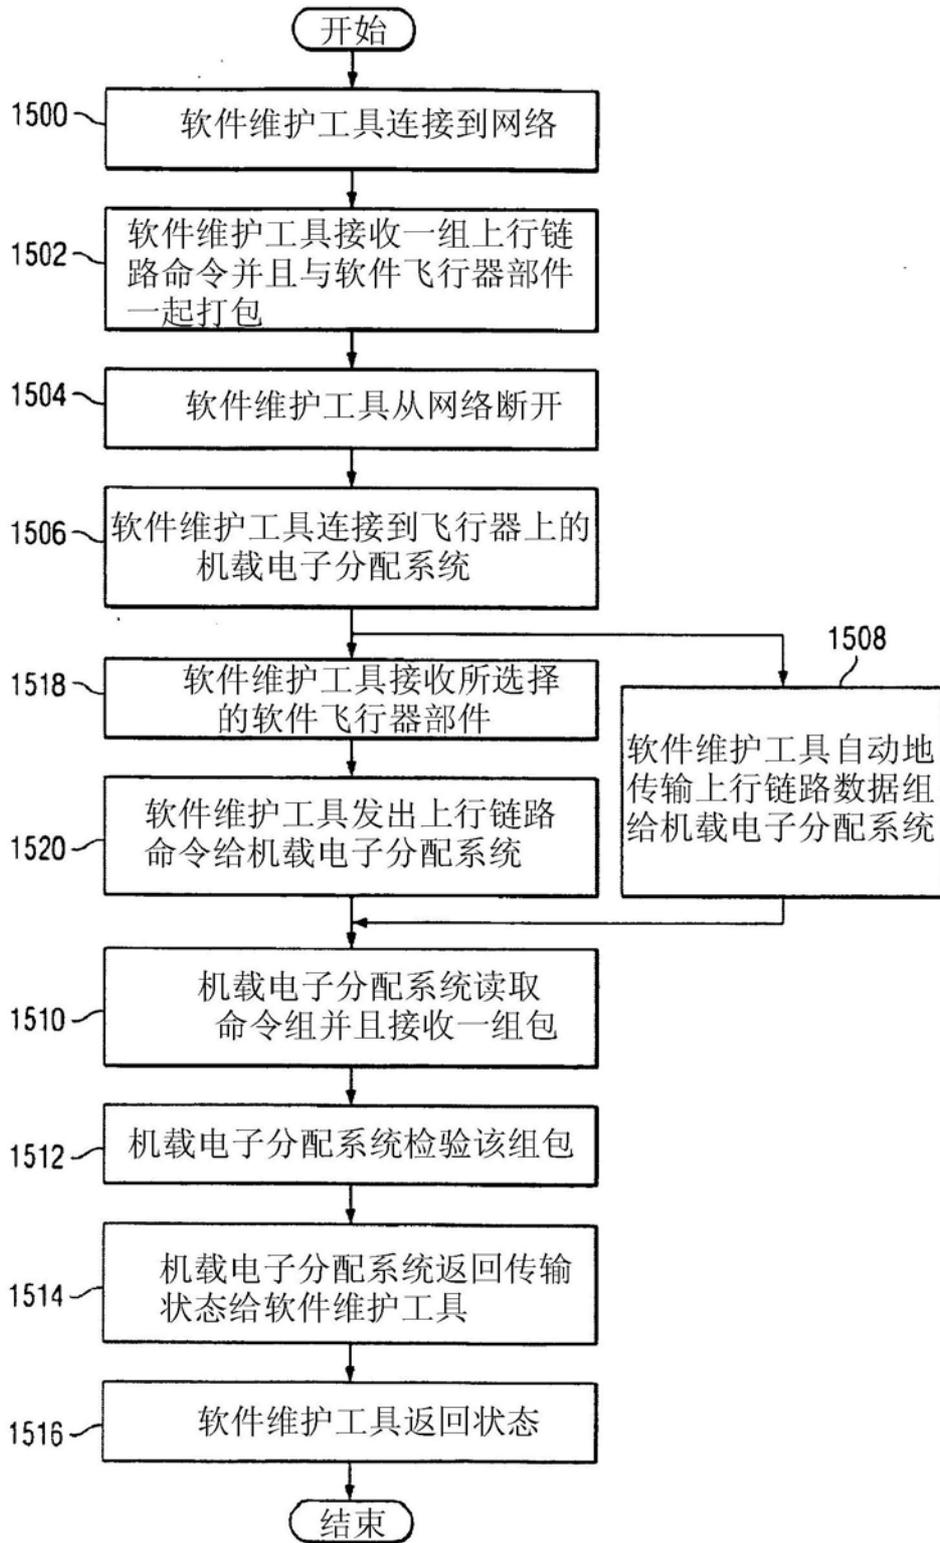 开始
1500
软件维护工具连接到网络
1502
软件维护工具接收一组上行链
路命令并且与软件飞行器部件
一起打包
1504
软件维护工具从网络断开
1506
软件维护工具连接到飞行器上的
机载电子分配系统
1508
软件维护工具自动地
传输上行链路数据组
给机载电子分配系统
1518
软件维护工具接收所选择
的软件飞行器部件
1520
软件维护工具发出上行链路
命令给机载电子分配系统
1510
机载电子分配系统读取
命令组并且接收一组包
1512
机载电子分配系统检验该组包
1514
机载电子分配系统返回传输
状态给软件维护工具
1516
软件维护工具返回状态
结束